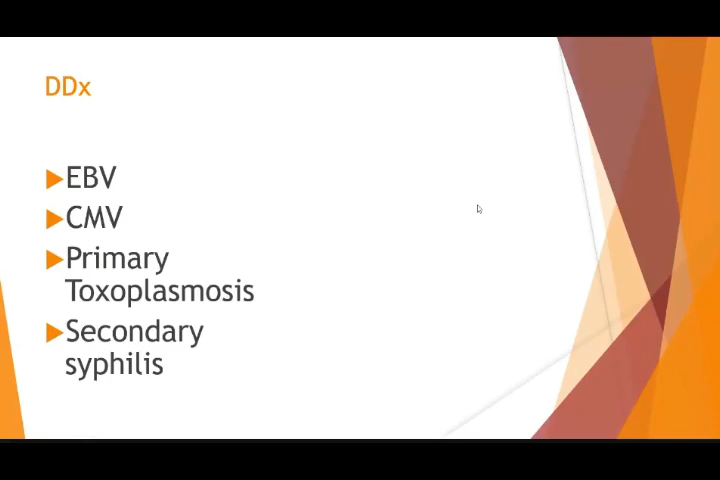 DDx
EBV
CMV
Primary
Toxoplasmosis
Secondary
syphilis